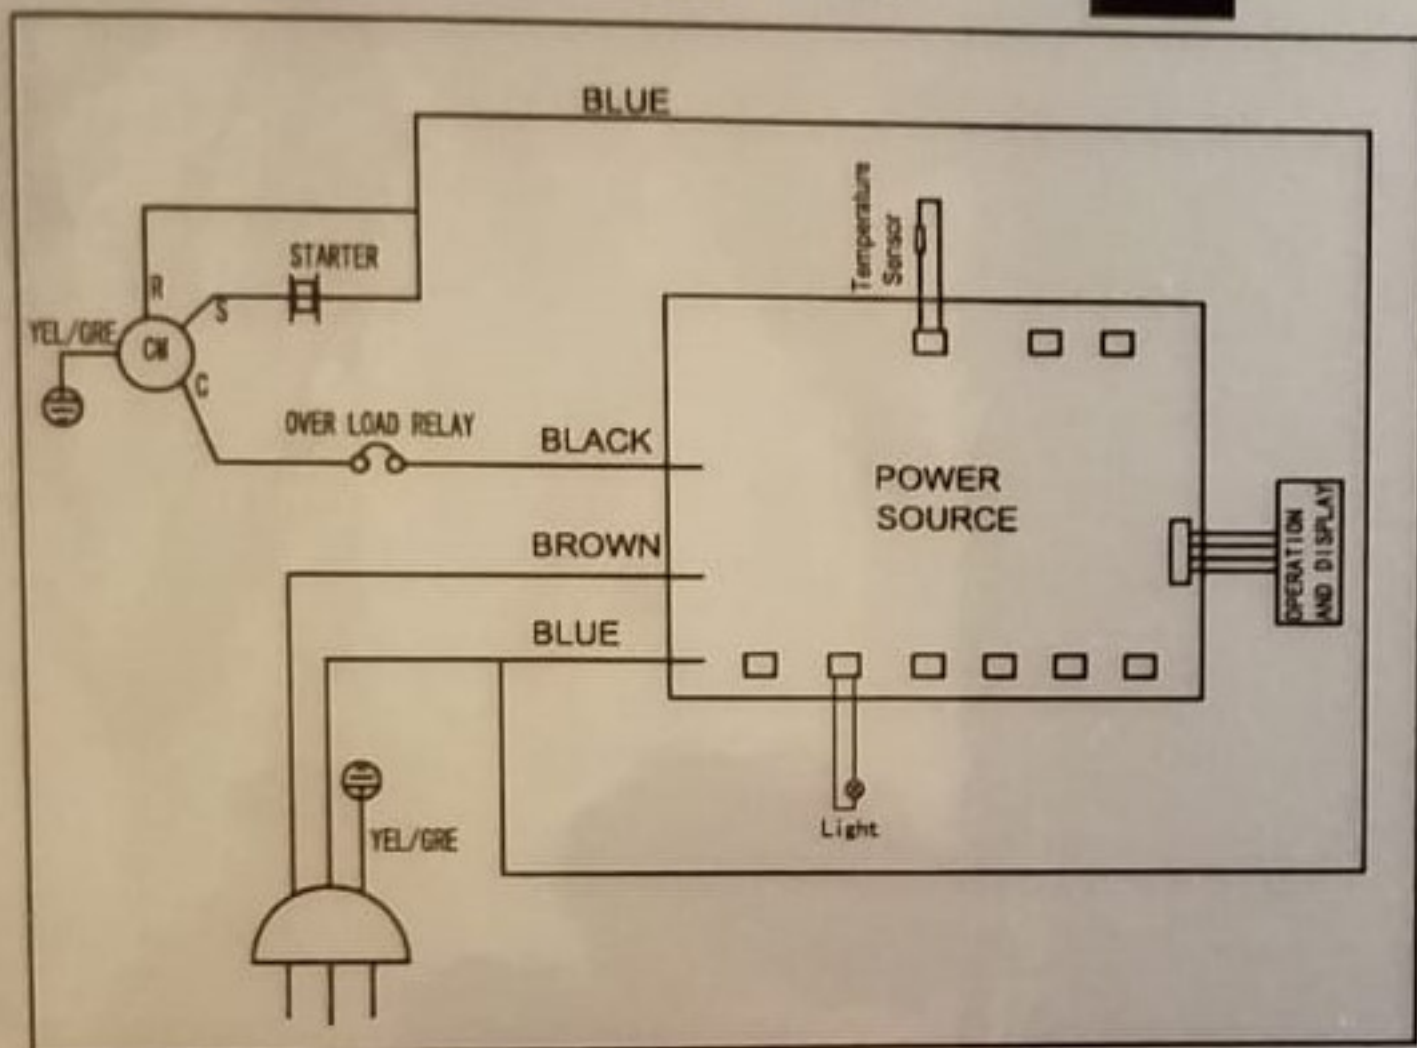 BLUE
Temperature
Sensor
STARTER
R
S
YEL/GRE
CM
C
OVER LOAD RELAY
BLACK
POWER
SOURCE
BROWN
OPERATION
AND DISPLAY
BLUE
Light
YEL/GRE